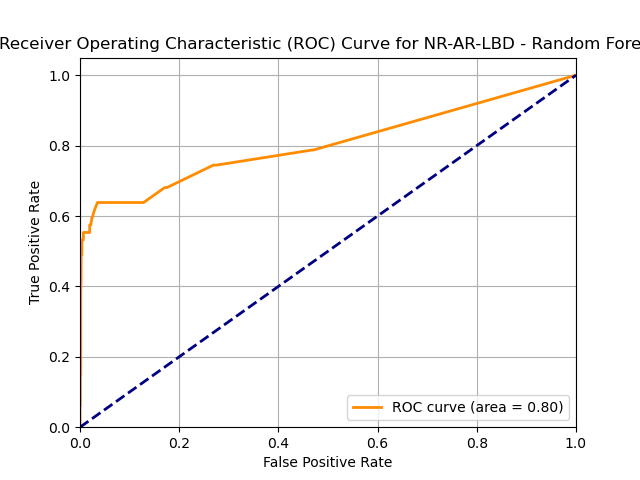 Receiver Operating Characteristic (ROC) Curve for NR-AR-LBD - Random Fore
1.0
0.8
0.6
0.4
0.2
0.0
True Positive Rate
ROC curve (area = 0.80)
0.0 0.2 0.4 0.6 0.8 1.0
False Positive Rate